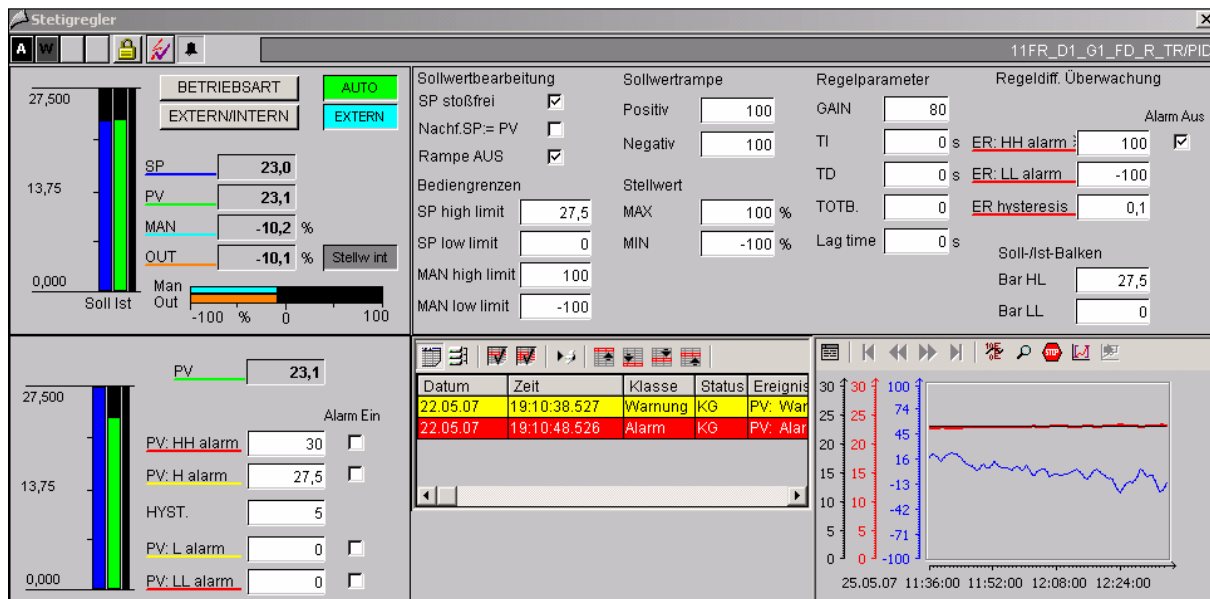 Stetigregler
A W
11FR_D1_G1_FD_R_TR/PID
27,500
13,75
0,000
Soll Ist
BETRIEBSART AUTO
EXTERN/INTERN EXTERN
SP 23,0
PV 23,1
MAN -10,2 %
OUT -10,1 % Stellw int
Man
Out
-100 % 0 100
Sollwertbearbeitung
SP stoßfrei
Nachf.SP:= PV
Rampe AUS
Bediengrenzen
SP high limit 27,5
SP low limit 0
MAN high limit 100
MAN low limit -100
Sollwertrampe
Positiv 100
Negativ 100
Stellwert
MAX 100 %
MIN -100 %
Regelparameter
GAIN 80
TI 0 s
TD 0 s
TOTB. 0
Lag time 0 s
Regeldiff. Überwachung
Alarm Aus
ER: HH alarm 100
ER: LL alarm -100
ER hysteresis 0,1
Soll-/Ist-Balken
Bar HL 27,5
Bar LL 0
27,500
13,75
0,000
PV 23,1
Alarm Ein
PV: HH alarm 30
PV: H alarm 27,5
HYST. 5
PV: L alarm 0
PV: LL alarm 0
Datum Zeit Klasse Status Ereignis
22.05.07 19:10:38.527 Warnung KG PV: War
22.05.07 19:10:48.526 Alarm KG PV: Alar
STOP
30 30 100
25 25 74
20 20 45
15 15 16
10 10 -13
5 5 -42
0 0 -71
-100
25.05.07 11:36:00 11:52:00 12:08:00 12:24:00